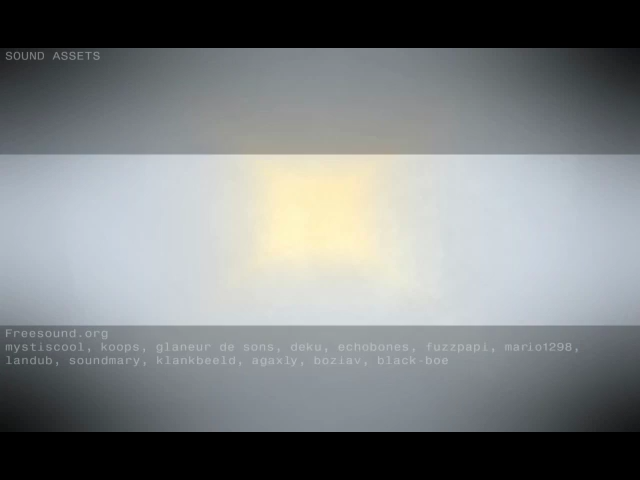 SOUND ASSETS
Freesound.org
mystiscool, koops, glaneur de sons, deku, echobones, fuzzpapi, mario1298,
landub, soundmary, klankbeeld, agaxly, boziav, black-boe